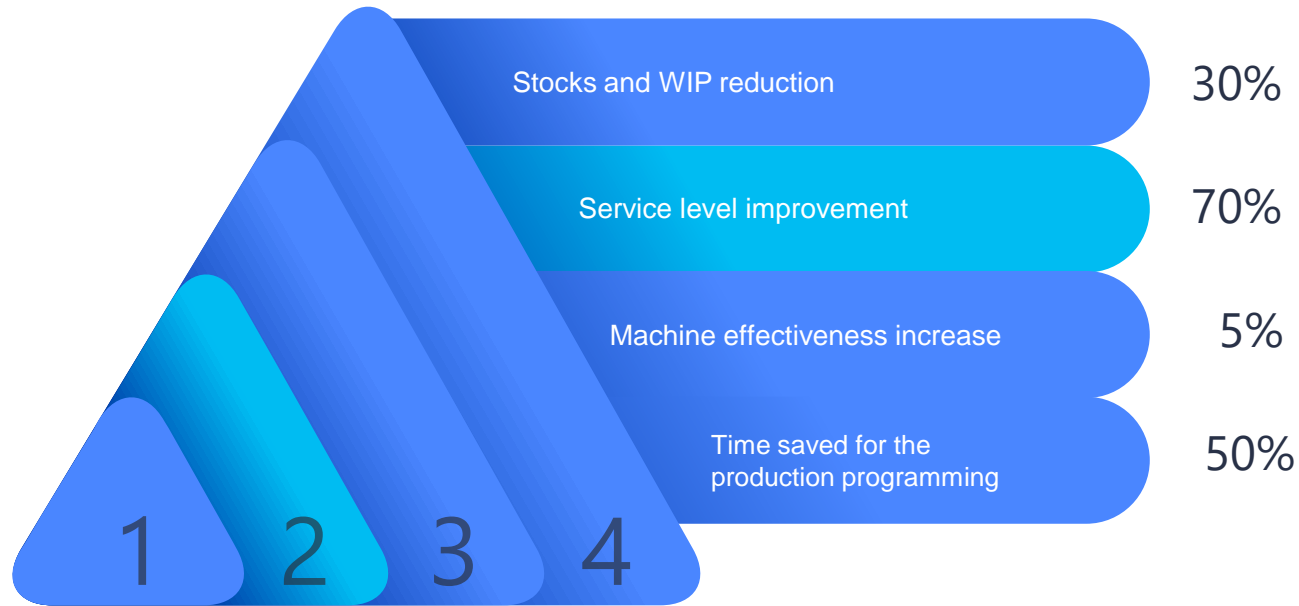 Stocks and WIP reduction
30%
Service level improvement
70%
Machine effectiveness increase
5%
Time saved for the
production programming
50%
1 2 3 4